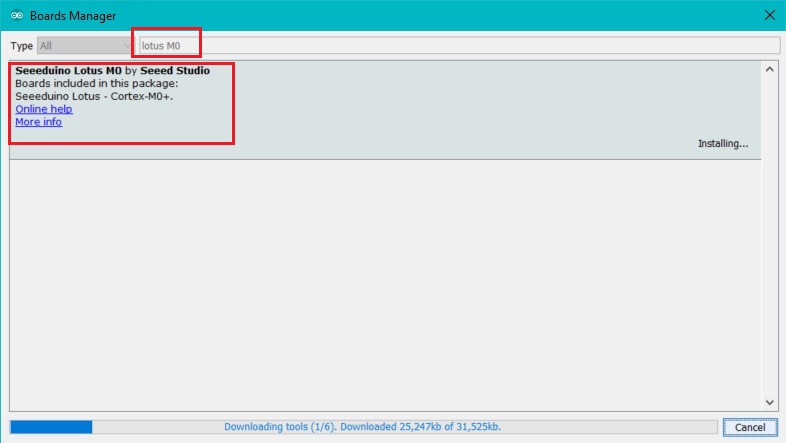 Boards Manager
Type All lotus M0
Seeeduino Lotus M0 by Seeed Studio
Boards included in this package:
Seeeduino Lotus - Cortex-M0+.
Online help
More info
Installing...
Downloading tools (1/6). Downloaded 25,247kb of 31,525kb.
Cancel